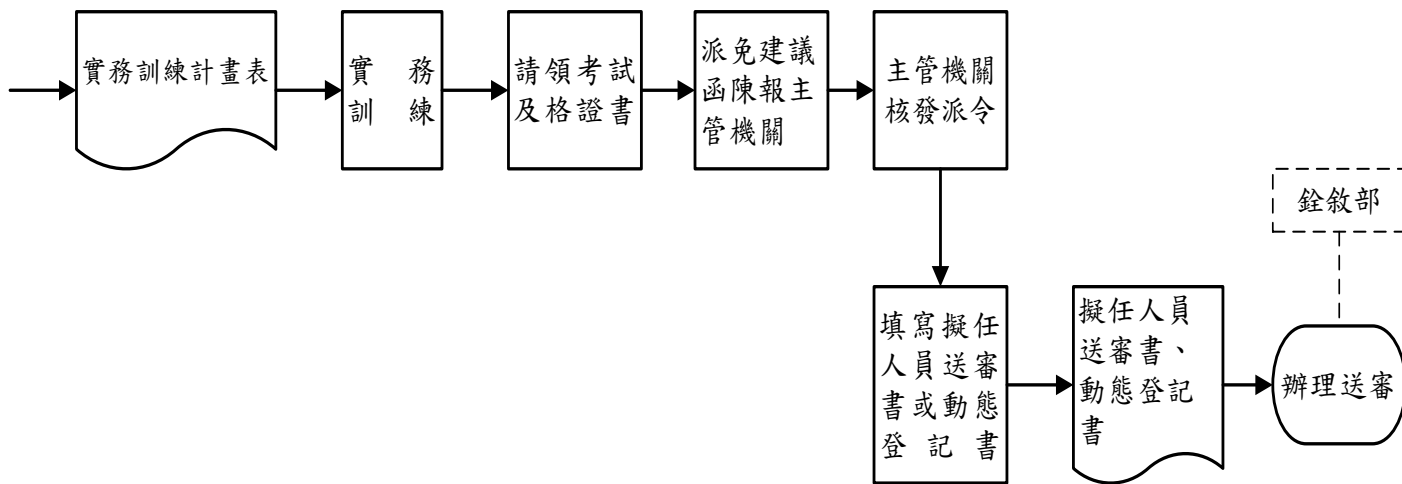 實務訓練計畫表
實務
訓練
請領考試
及格證書
派免建議
函陳報主
管機關
主管機關
核發派令
銓敘部
填寫擬任
人員送審
書或動態
登記書
擬任人員
送審書、
動態登記
書
辦理送審